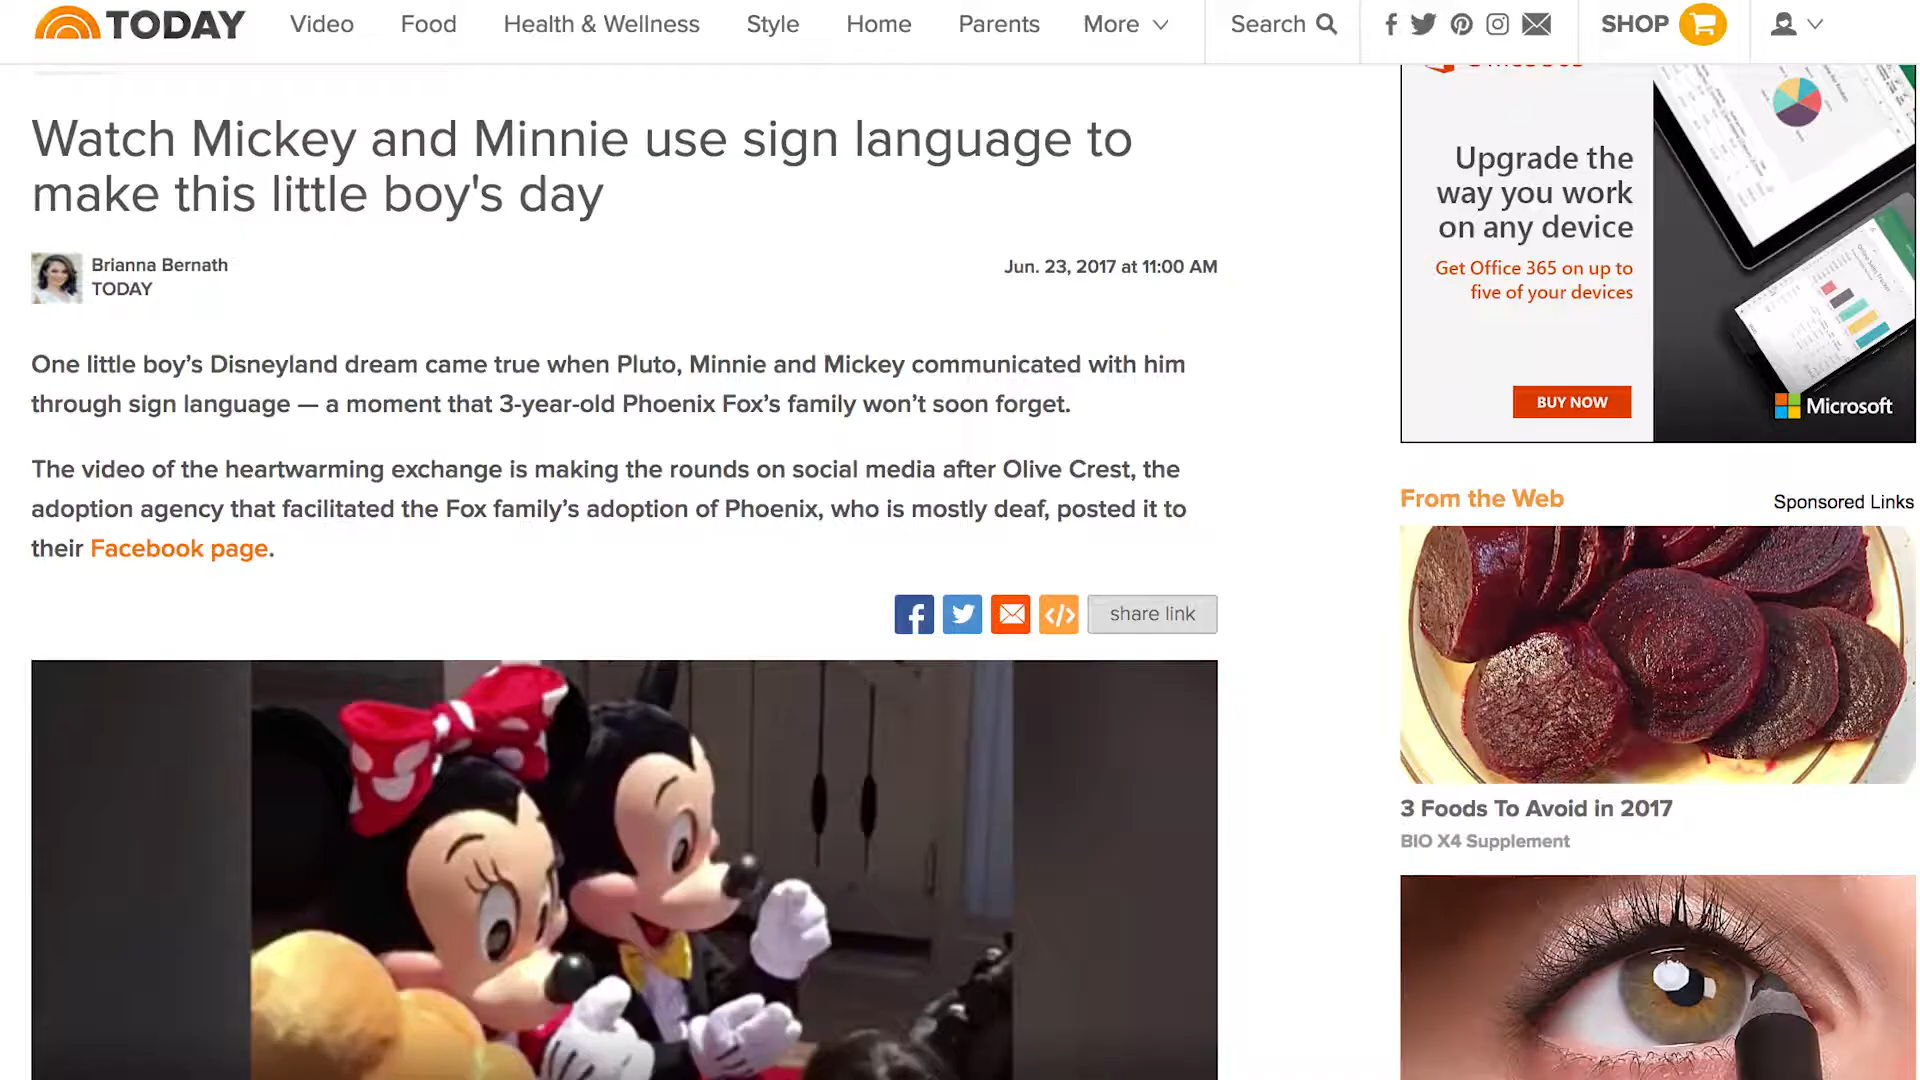 TODAY
Video
Food
Health & Wellness
Style
Home
Parents
More
Search
SHOP
Watch Mickey and Minnie use sign language to
make this little boy's day
Brianna Bernath
TODAY
Jun. 23, 2017 at 11:00 AM
One little boy’s Disneyland dream came true when Pluto, Minnie and Mickey communicated with him
through sign language — a moment that 3-year-old Phoenix Fox’s family won’t soon forget.
The video of the heartwarming exchange is making the rounds on social media after Olive Crest, the
adoption agency that facilitated the Fox family’s adoption of Phoenix, who is mostly deaf, posted it to
their Facebook page.
share link
Upgrade the
way you work
on any device
Get Office 365 on up to
five of your devices
BUY NOW
Microsoft
From the Web
Sponsored Links
3 Foods To Avoid in 2017
BIO X4 Supplement